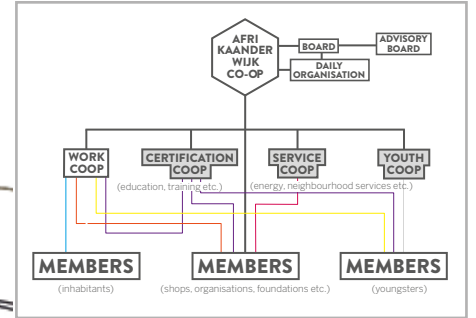 AFRI
KAANDER
WIJK
CO-OP
BOARD
ADVISORY
BOARD
DAILY
ORGANISATION
WORK
COOP
CERTIFICATION
COOP
SERVICE
COOP
YOUTH
COOP
(education, training etc.)
(energy, neighbourhood services etc.)
MEMBERS
MEMBERS
MEMBERS
(inhabitants)
(shops, organisations, foundations etc.)
(youngsters)